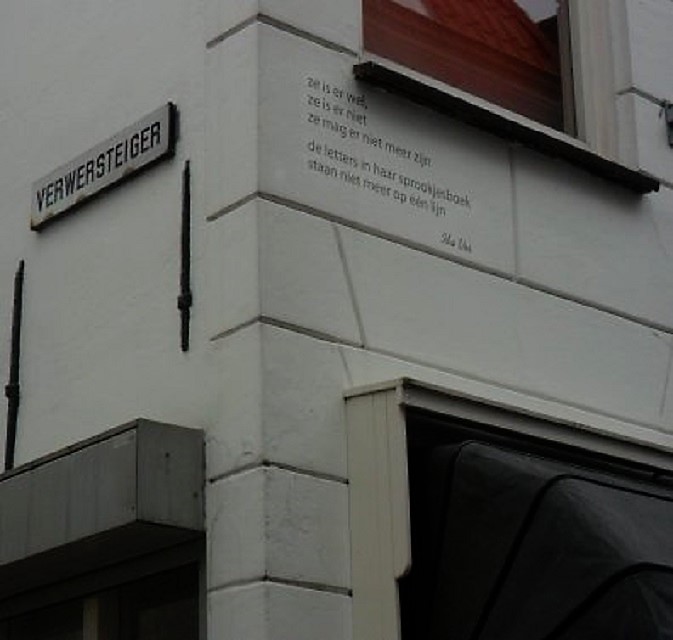 VERWERSTEIGER
ze is er wel,
ze is er niet
ze mag er niet meer zijn
de letters in haar sprookjesboek
staan niet meer op één lijn